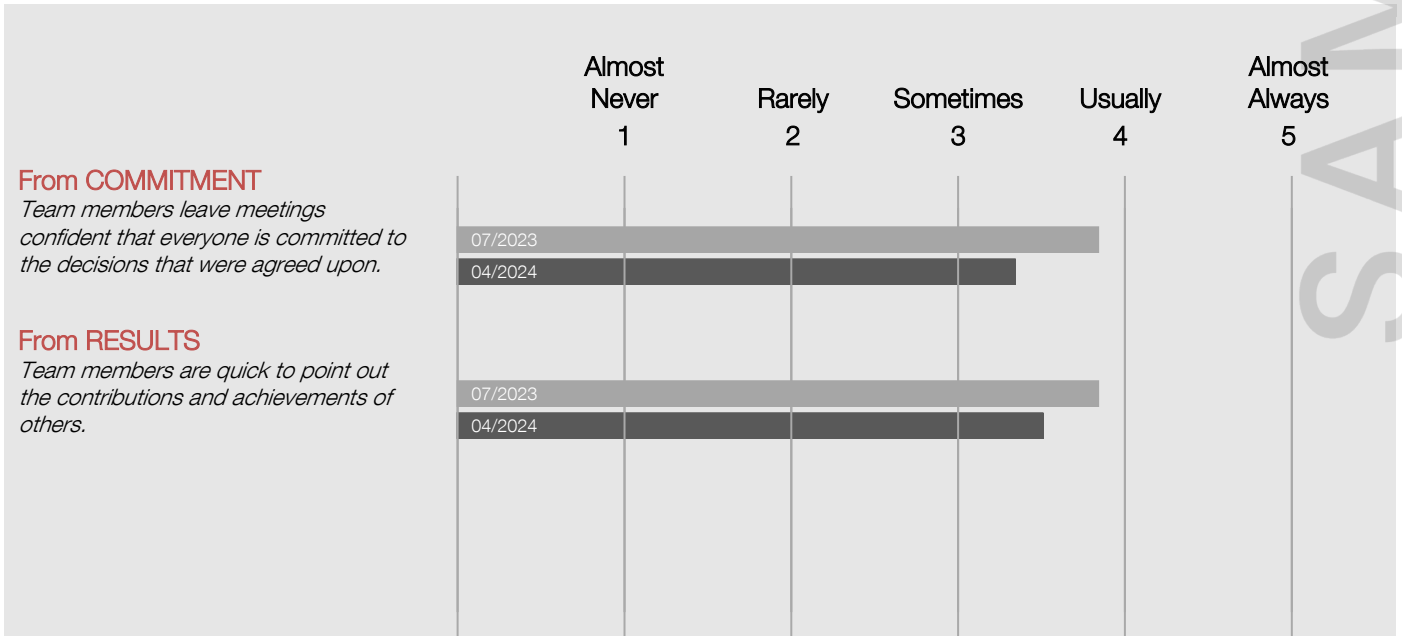 Almost
Never
Rarely
Sometimes
Usually
Almost
Always
1
2
3
4
5
From COMMITMENT
Team members leave meetings
confident that everyone is committed to
the decisions that were agreed upon.
07/2023
04/2024
From RESULTS
Team members are quick to point out
the contributions and achievements of
others.
07/2023
04/2024
SA